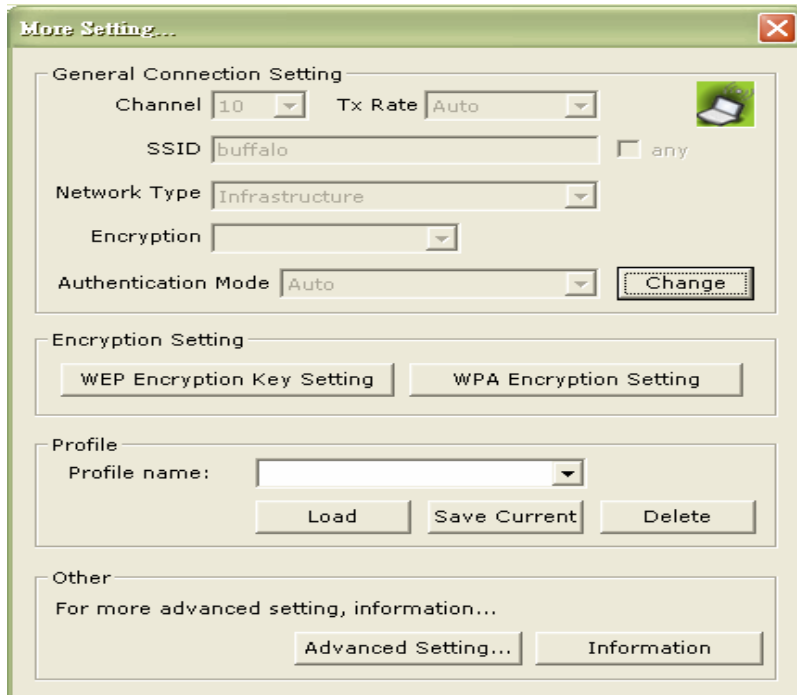 More Setting...
General Connection Setting
Channel 10 Tx Rate Auto
SSID buffalo any
Network Type Infrastructure
Encryption
Authentication Mode Auto Change
Encryption Setting
WEP Encryption Key Setting WPA Encryption Setting
Profile
Profile name:
Load Save Current Delete
Other
For more advanced setting, information...
Advanced Setting... Information